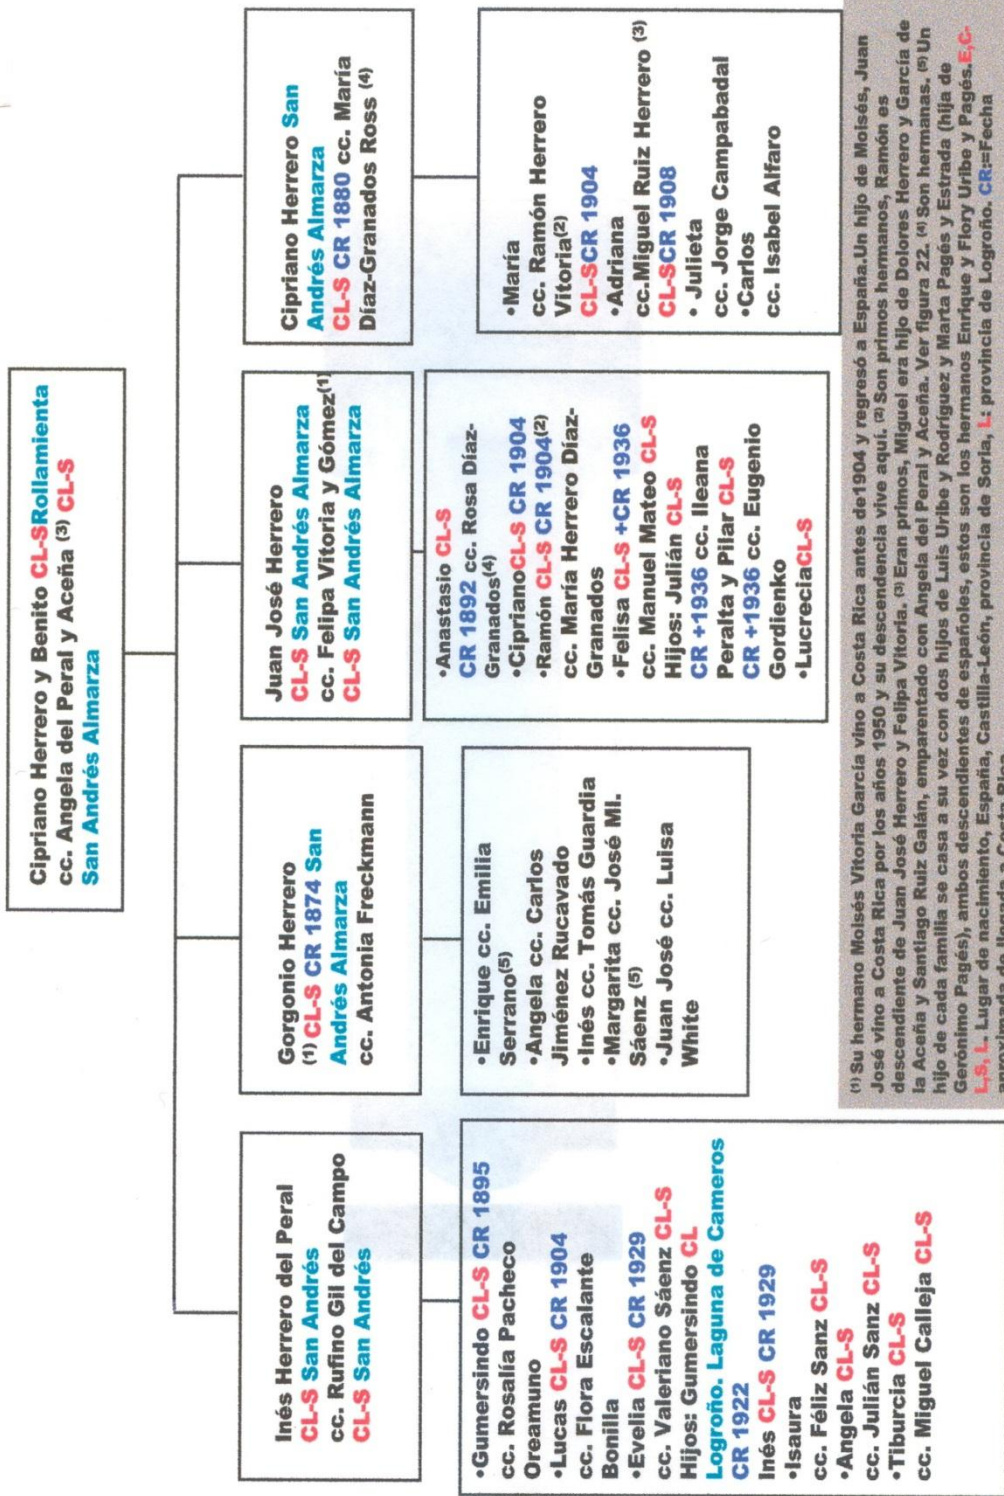 Cipriano Herrero y Benito CL-SRollamienta
cc. Angela del Peral y Aceña (3) CL-S
San Andrés Almarza
Inés Herrero del Peral
CL-S San Andrés
cc. Rufino Gil del Campo
CL-S San Andrés
Gorgonio Herrero
(1) CL-S CR 1874 San
Andrés Almarza
cc. Antonia Freckmann
Juan José Herrero
CL-S San Andrés Almarza
cc. Felipa Vitoria y Gómez(1)
CL-S San Andrés Almarza
Cipriano Herrero San
Andrés Almarza
CL-S CR 1880 cc. María
Díaz-Granados Ross (4)
•Gumersindo CL-S CR 1895
cc. Rosalía Pacheco
Oreamuno
•Lucas CL-S CR 1904
cc. Flora Escalante
Bonilla
•Evelia CL-S CR 1929
cc. Valeriano Sáenz CL-S
Hijos: Gumersindo CL
Logroño. Laguna de Cameros
CR 1922
Inés CL-S CR 1929
•Isaura
cc. Féliz Sanz CL-S
•Angela CL-S
cc. Julián Sanz CL-S
•Tiburcia CL-S
cc. Miguel Calleja CL-S
•Enrique cc. Emilia
Serrano(5)
•Angela cc. Carlos
Jiménez Rucavado
•Inés cc. Tomás Guardia
•Margarita cc. José Ml.
Sáenz (5)
•Juan José cc. Luisa
White
•Anastasio CL-S
CR 1892 cc. Rosa Díaz-
Granados(4)
•CiprianoCL-S CR 1904
•Ramón CL-S CR 1904(2)
cc. María Herrero Díaz-
Granados
•Felisa CL-S +CR 1936
cc. Manuel Mateo CL-S
Hijos: Julián CL-S
CR +1936 cc. Ileana
Peralta y Pilar CL-S
CR +1936 cc. Eugenio
Gordienko
•LucreciaCL-S
•María
cc. Ramón Herrero
Vitoria(2)
CL-SCR 1904
•Adriana
cc.Miguel Ruiz Herrero (3)
CL-SCR 1908
• Julieta
cc. Jorge Campabadal
•Carlos
cc. Isabel Alfaro
(1) Su hermano Moisés Vitoria García vino a Costa Rica antes de1904 y regresó a España.Un hijo de Moisés, Juan
José vino a Costa Rica por los años 1950 y su descendencia vive aquí. (2) Son primos hermanos, Ramón es
descendiente de Juan José Herrero y Felipa Vitoria. (3) Eran primos, Miguel era hijo de Dolores Herrero y García de
la Aceña y Santiago Ruiz Galán, emparentado con Angela del Peral y Aceña. Ver figura 22. (4) Son hermanas. (5) Un
hijo de cada familia se casa a su vez con dos hijos de Luis Uribe y Rodríguez y Marta Pagés y Estrada (hija de
Gerónimo Pagés), ambos descendientes de españoles, estos son los hermanos Enrique y Flory Uribe y Pagés.E,C-
L,S, L. Lugar de nacimiento, España, Castilla-León, provincia de Soria, L: provincia de Logroño. CR:=Fecha
aproximada de llegada a Costa Rica